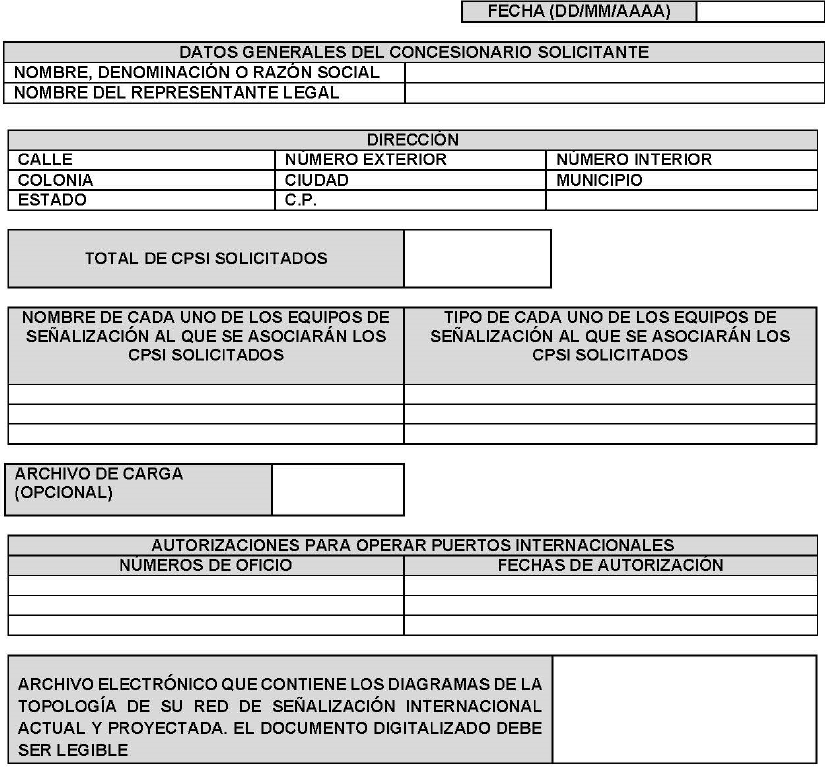 FECHA (DD/MM/AAAA)
DATOS GENERALES DEL CONCESIONARIO SOLICITANTE
NOMBRE, DENOMINACIÓN O RAZÓN SOCIAL
NOMBRE DEL REPRESENTANTE LEGAL
DIRECCIÓN
CALLE NÚMERO EXTERIOR NÚMERO INTERIOR
COLONIA CIUDAD MUNICIPIO
ESTADO C.P.
TOTAL DE CPSI SOLICITADOS
NOMBRE DE CADA UNO DE LOS EQUIPOS DE
SEÑALIZACIÓN AL QUE SE ASOCIARÁN LOS
CPSI SOLICITADOS
TIPO DE CADA UNO DE LOS EQUIPOS DE
SEÑALIZACIÓN AL QUE SE ASOCIARÁN LOS
CPSI SOLICITADOS
ARCHIVO DE CARGA
(OPCIONAL)
AUTORIZACIONES PARA OPERAR PUERTOS INTERNACIONALES
NÚMEROS DE OFICIO FECHAS DE AUTORIZACIÓN
ARCHIVO ELECTRÓNICO QUE CONTIENE LOS DIAGRAMAS DE LA
TOPOLOGÍA DE SU RED DE SEÑALIZACIÓN INTERNACIONAL
ACTUAL Y PROYECTADA. EL DOCUMENTO DIGITALIZADO DEBE
SER LEGIBLE